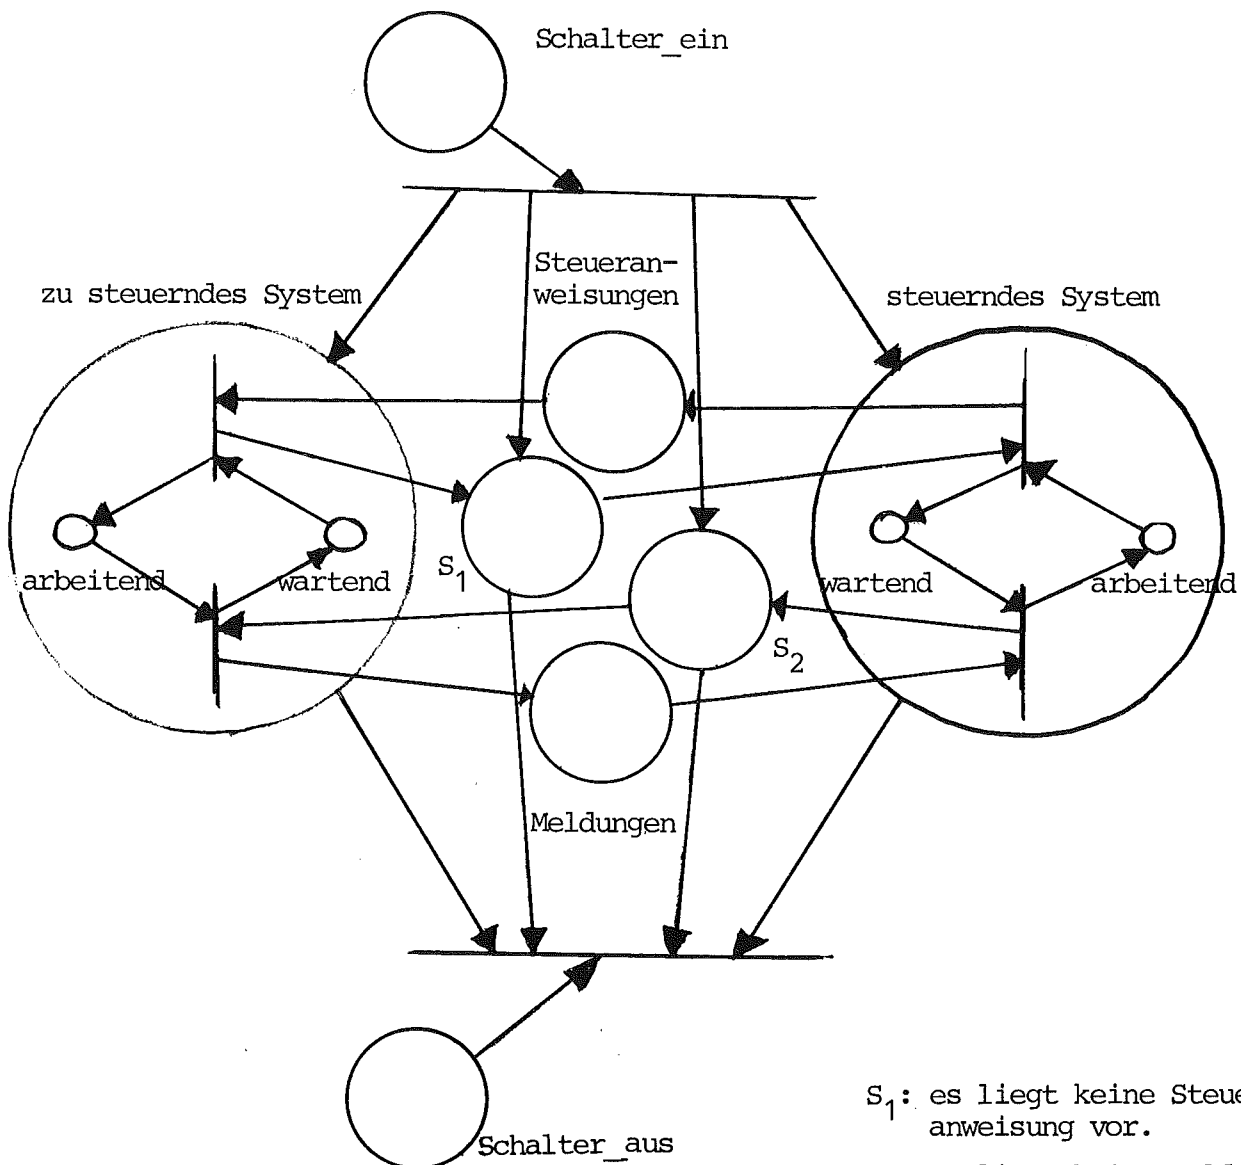 Schalter_ein
Steueran-
weisungen
zu steuerndes System
steuerndes System
S1
arbeitend
wartend
wartend
arbeitend
S2
Meldungen
S1: es liegt keine Steue
anweisung vor.
Schalter_aus